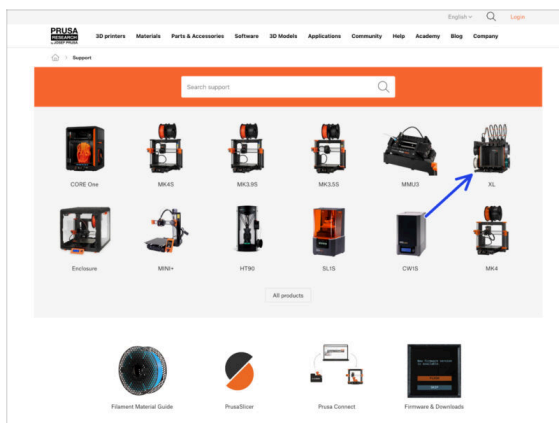 English
Login
PRUSA
RESEARCH
by JOSEF PRUSA
3D printers Materials Parts & Accessories Software 3D Models Applications Community Help Academy Blog Company
Support
Search support
CORE One MK4S MK3.9S MK3.5S MMU3 XL
Enclosure MINI+ HT90 SL1S CW1S MK4
All products
Filament Material Guide PrusaSlicer Prusa Connect Firmware & Downloads